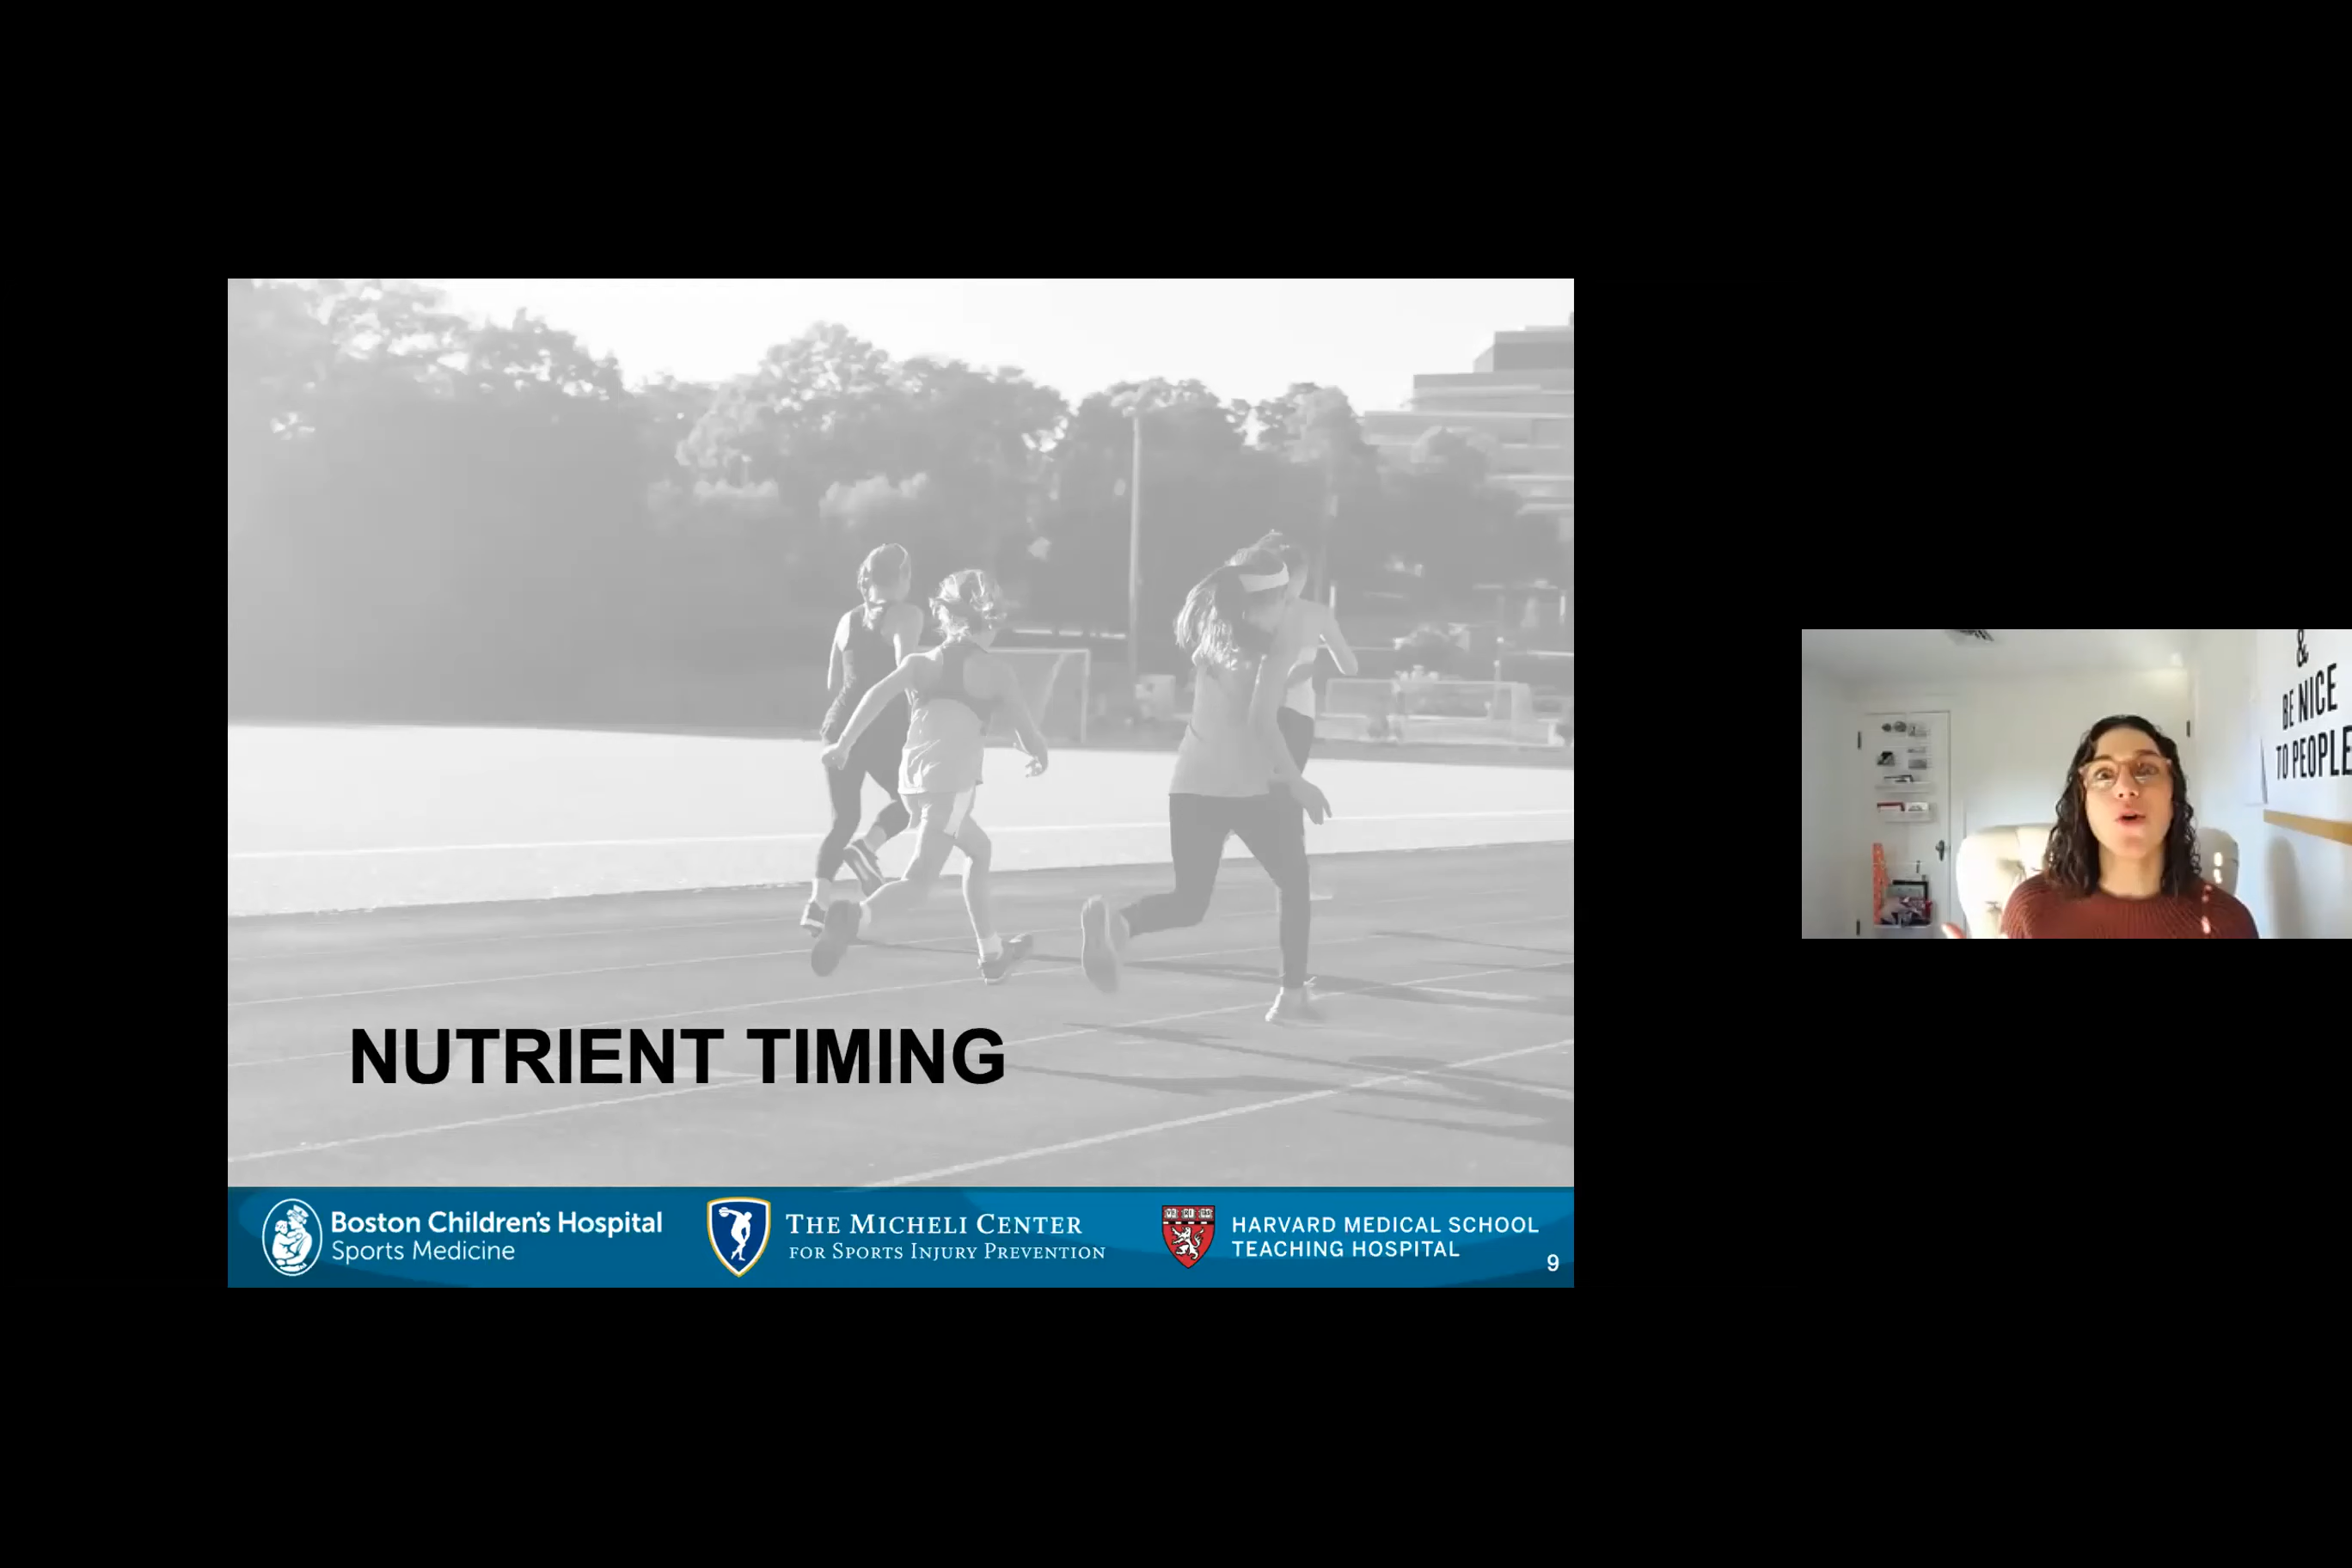 NUTRIENT TIMING
Boston Children's Hospital
Sports Medicine
THE MICHELI CENTER
FOR SPORTS INJURY PREVENTION
HARVARD MEDICAL SCHOOL
TEACHING HOSPITAL
9
&
BE NICE
TO PEOPLE